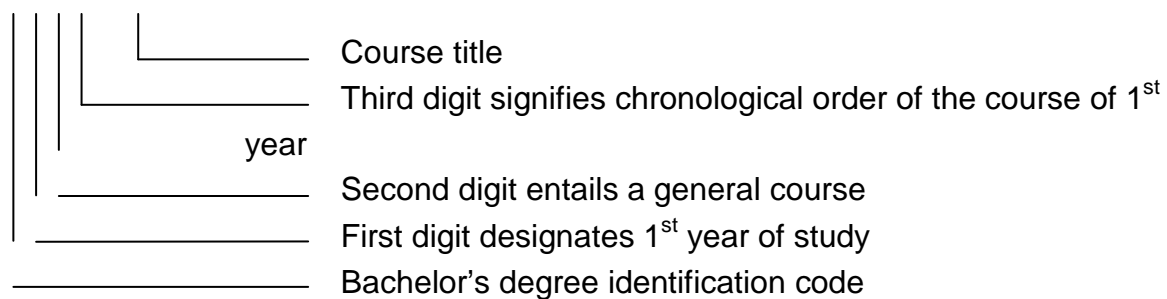 Course title
Third digit signifies chronological order of the course of 1st
year
Second digit entails a general course
First digit designates 1st year of study
Bachelor's degree identification code